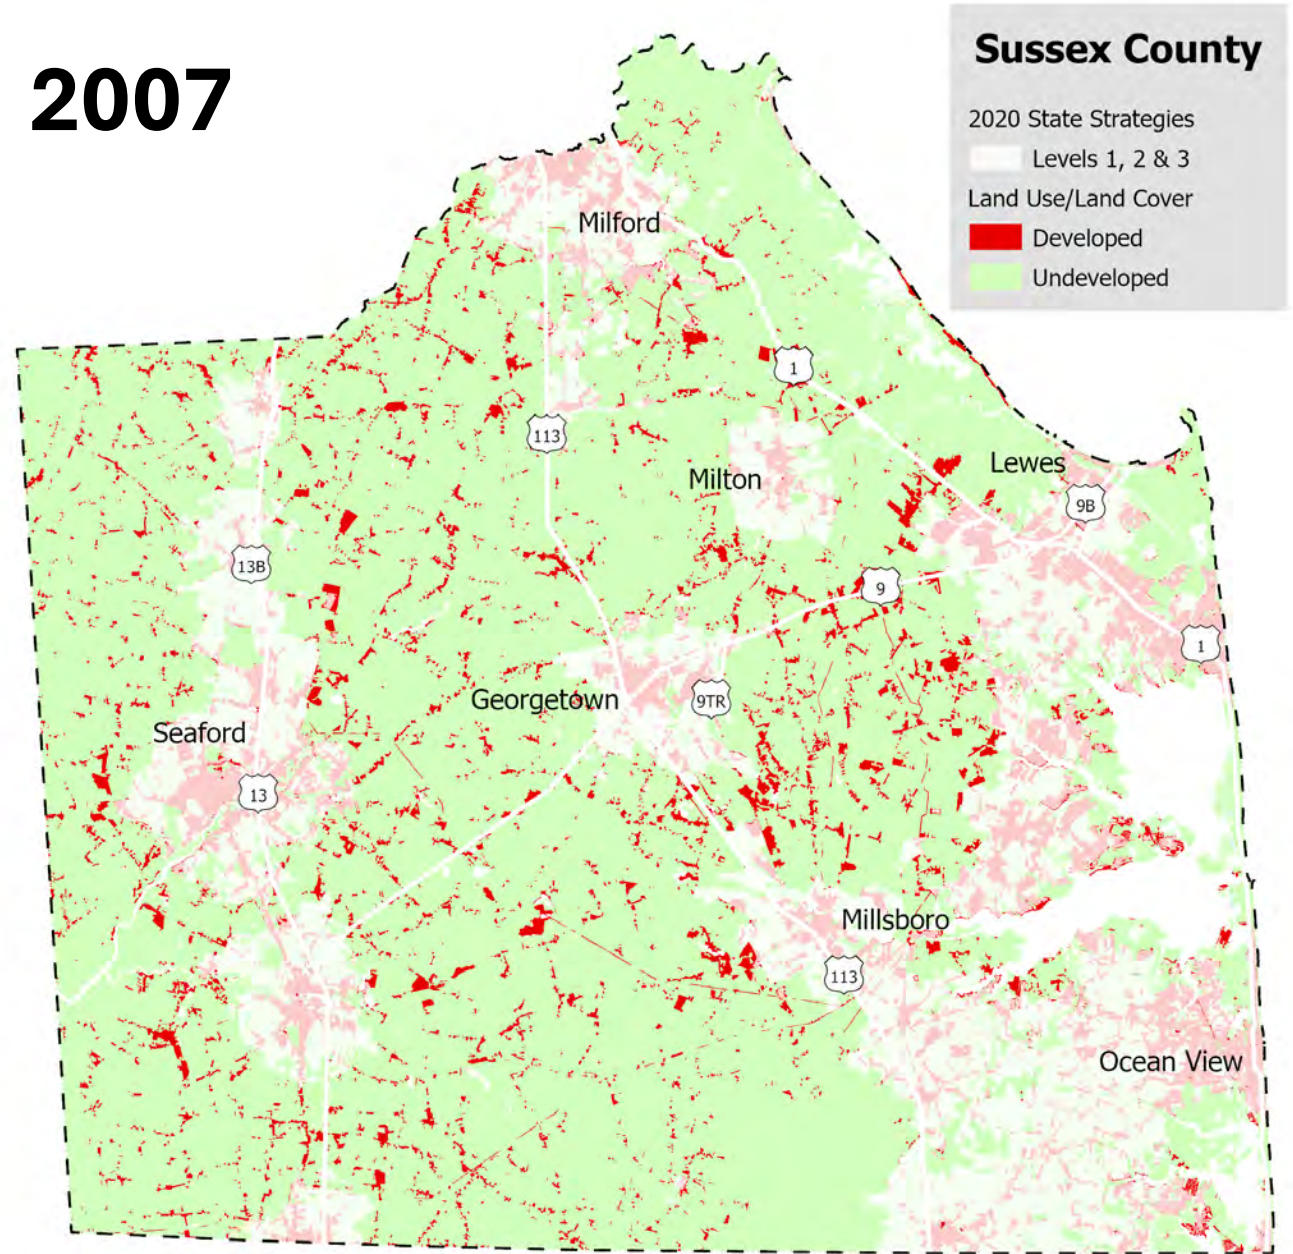 2007
Sussex County
2020 State Strategies
Levels 1, 2 & 3
Land Use/Land Cover
Developed
Undeveloped
Milford
1
113
Milton
Lewes
9B
13B
9
1
Georgetown
9TR
Seaford
13
Millsboro
113
Ocean View